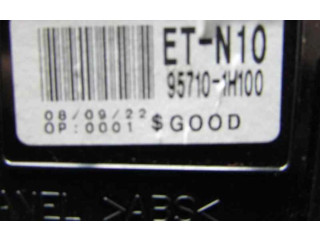 ET-N10
95710-1H100
08/09/22
OP:0001 $GOOD
>ABS<